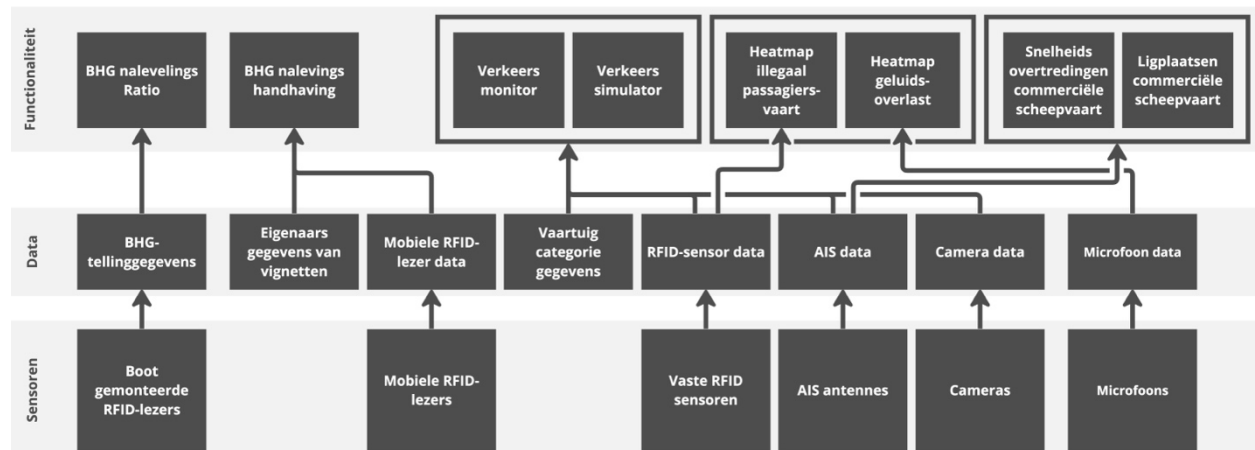 Functionaliteit
BHG nalevelings
Ratio
BHG nalevings
handhaving
Verkeers
monitor
Verkeers
simulator
Heatmap
illegaal
passagiers-
vaart
Heatmap
geluids-
overlast
Snelheids
overtredingen
commerciële
scheepvaart
Ligplaatsen
commerciële
scheepvaart
Data
BHG-
tellinggegevens
Eigenaars
gegevens van
vignetten
Mobiele RFID-
lezer data
Vaartuig
categorie
gegevens
RFID-sensor data
AIS data
Camera data
Microfoon data
Sensoren
Boot
gemonteerde
RFID-lezers
Mobiele RFID-
lezers
Vaste RFID
sensoren
AIS antennes
Cameras
Microfoons